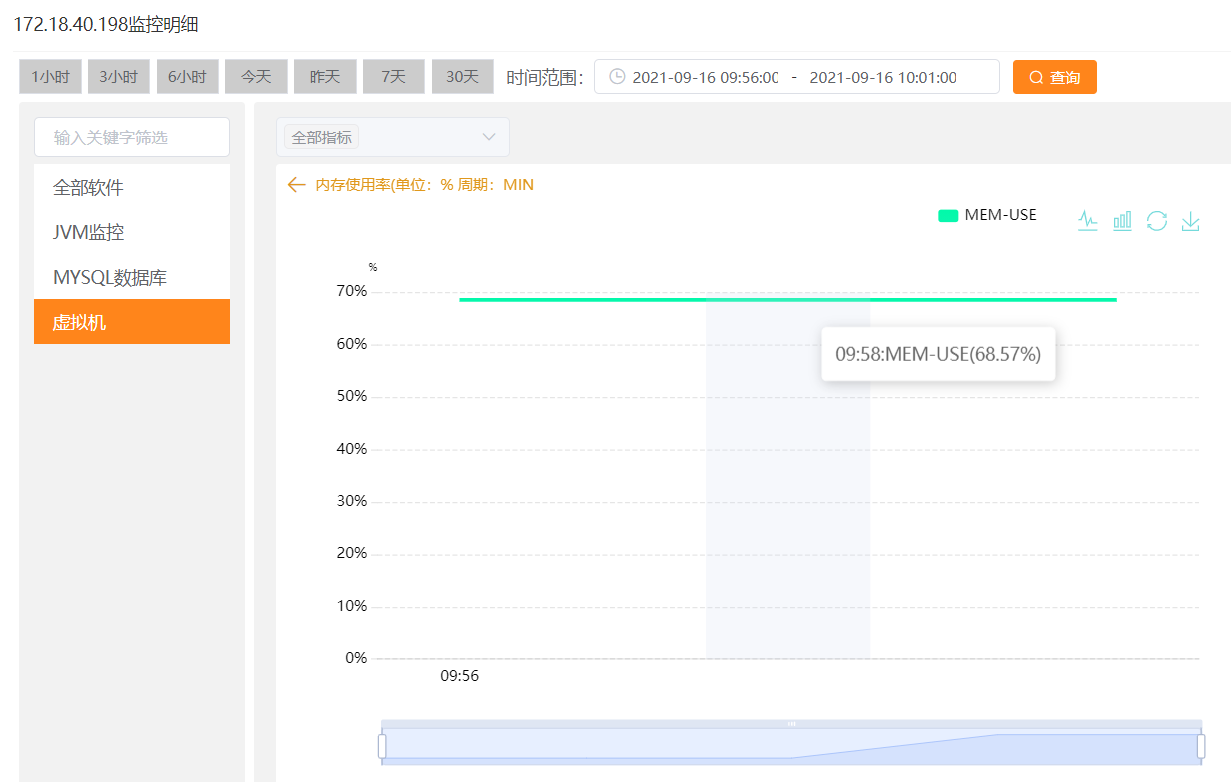 172.18.40.198监控明细
1小时 3小时 6小时 今天 昨天 7天 30天 时间范围： 2021-09-16 09:56:00 - 2021-09-16 10:01:00 查询
输入关键字筛选
全部软件
JVM监控
MYSQL数据库
虚拟机
全部指标
内存使用率(单位：% 周期：MIN
MEM-USE
%
70%
60%
09:58:MEM-USE(68.57%)
50%
40%
30%
20%
10%
0%
09:56